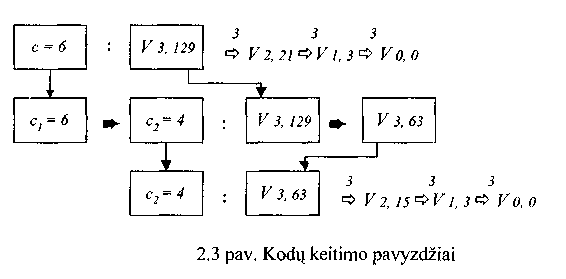 3 3 3
c = 6 : V 3, 129 ⇨ V 2, 21 ⇨ V 1, 3 ⇨ V 0, 0
c1 = 6 ➡ c2 = 4 : V 3, 129 ➡ V 3, 63
3 3 3
c2 = 4 : V 3, 63 ⇨ V 2, 15 ⇨ V 1, 3 ⇨ V 0, 0
2.3 pav. Kodų keitimo pavyzdžiai